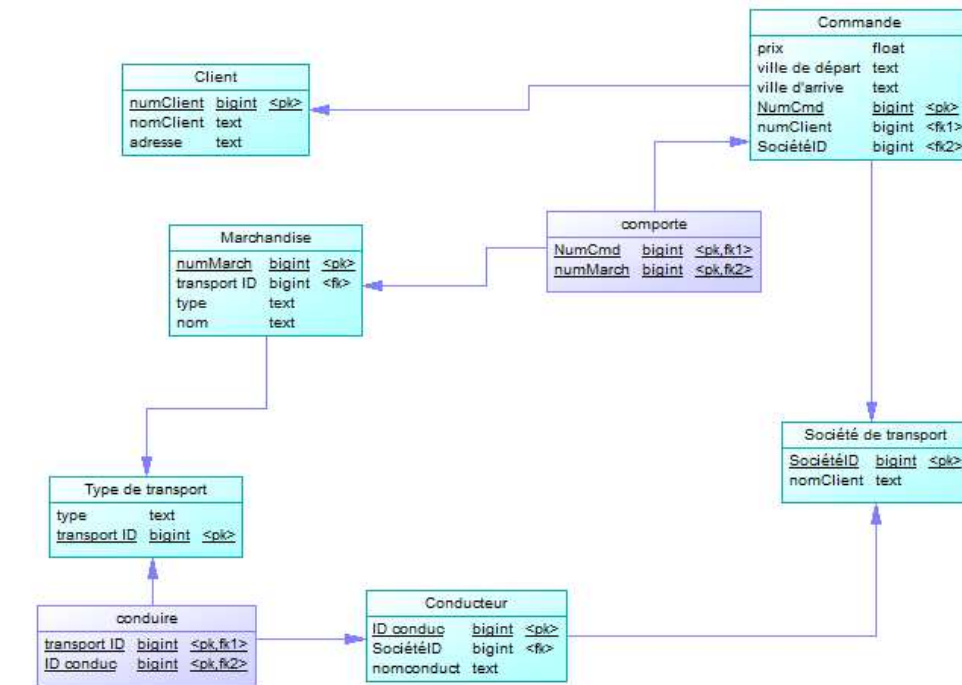 Commande
prix float
ville de départ text
ville d'arrive text
NumCmd bigint <pk>
numClient bigint <fk1>
SociétéID bigint <fk2>
Client
numClient bigint <pk>
nomClient text
adresse text
comporte
NumCmd bigint <pk,fk1>
numMarch bigint <pk,fk2>
Marchandise
numMarch bigint <pk>
transport ID bigint <fk>
type text
nom text
Société de transport
SociétéID bigint <pk>
nomClient text
Type de transport
type text
transport ID bigint <pk>
conduire
transport ID bigint <pk,fk1>
ID conduc bigint <pk,fk2>
Conducteur
ID conduc bigint <pk>
SociétéID bigint <fk>
nomconduct text